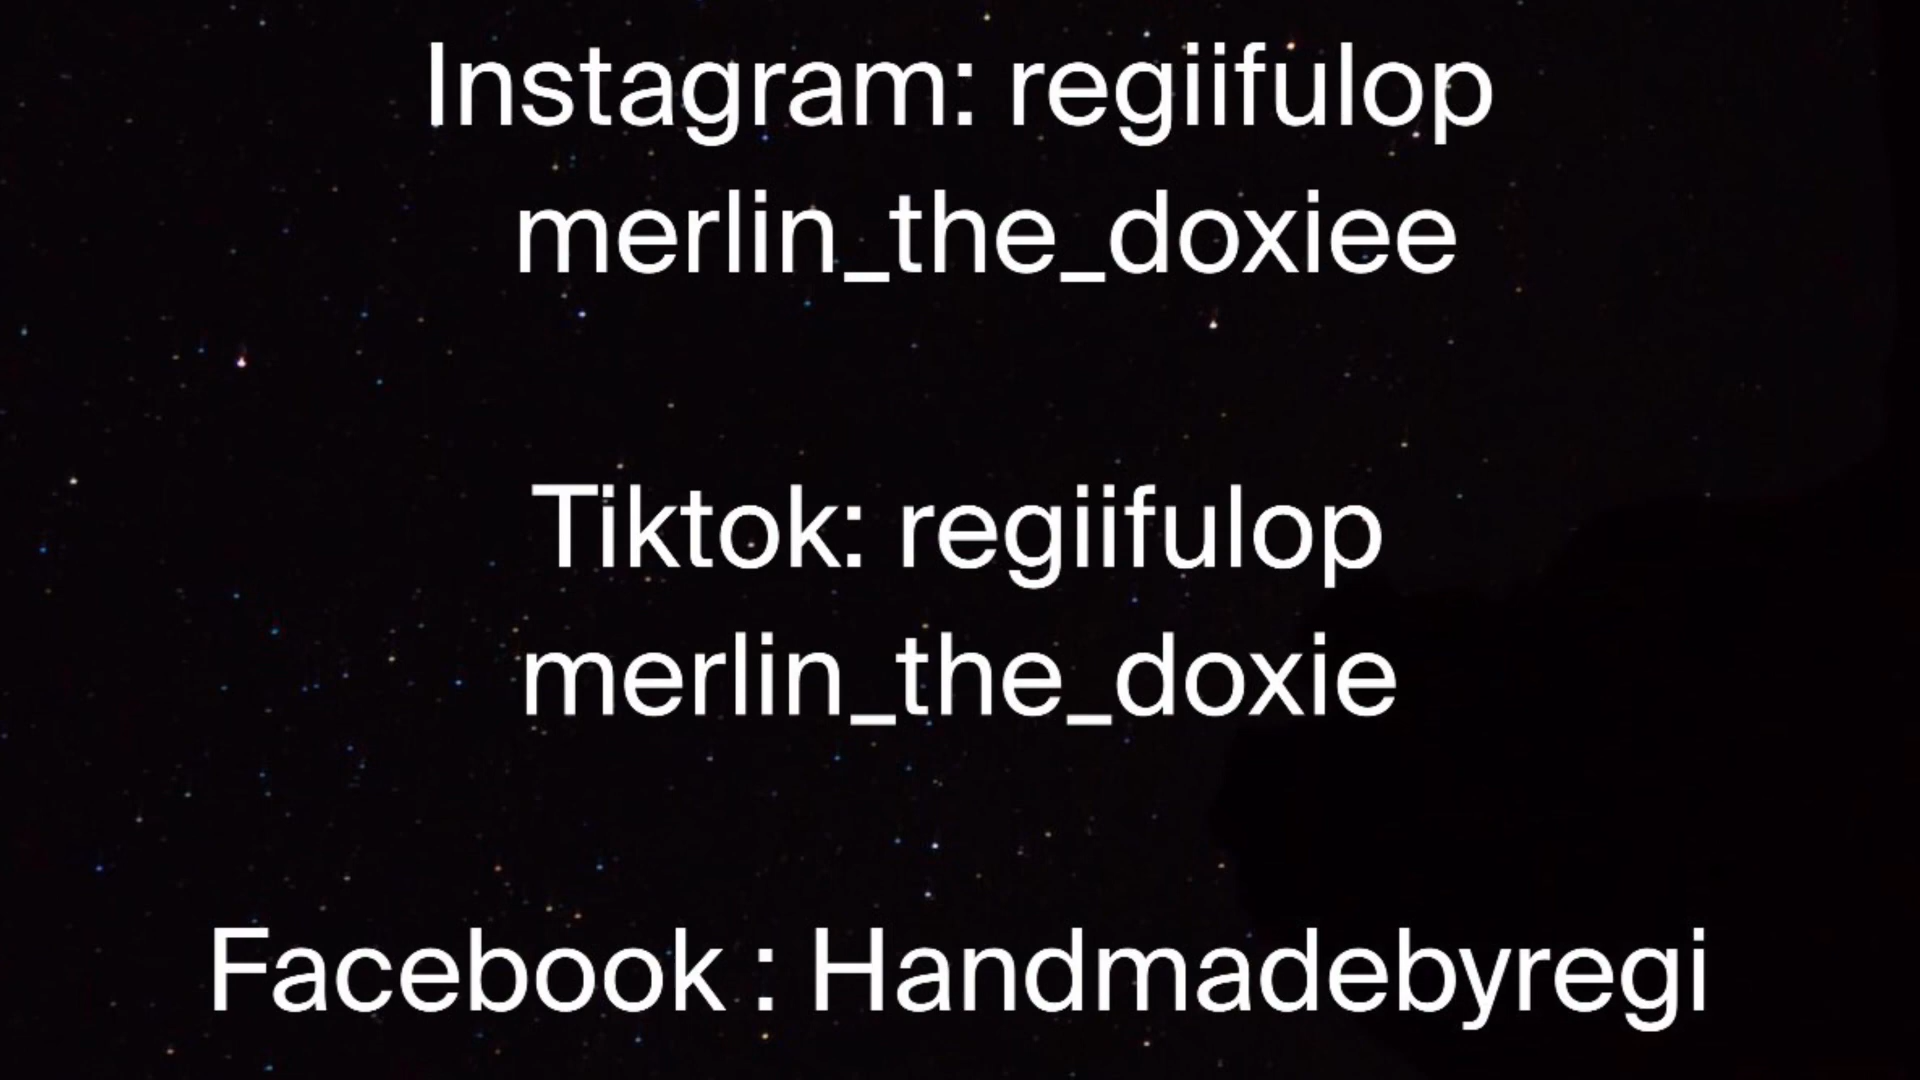 Instagram: regiifulop
merlin_the_doxiee
Tiktok: regiifulop
merlin_the_doxie
Facebook : Handmadebyregi